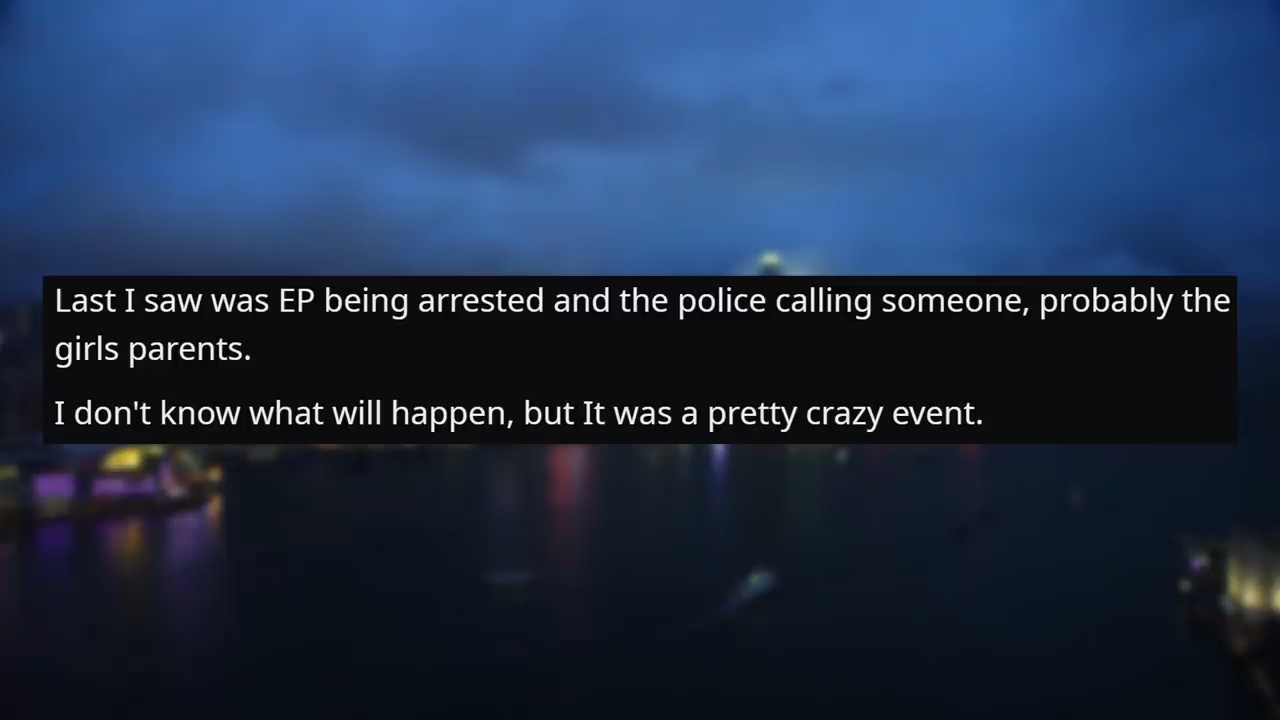 Last I saw was EP being arrested and the police calling someone, probably the
girls parents.
I don't know what will happen, but It was a pretty crazy event.